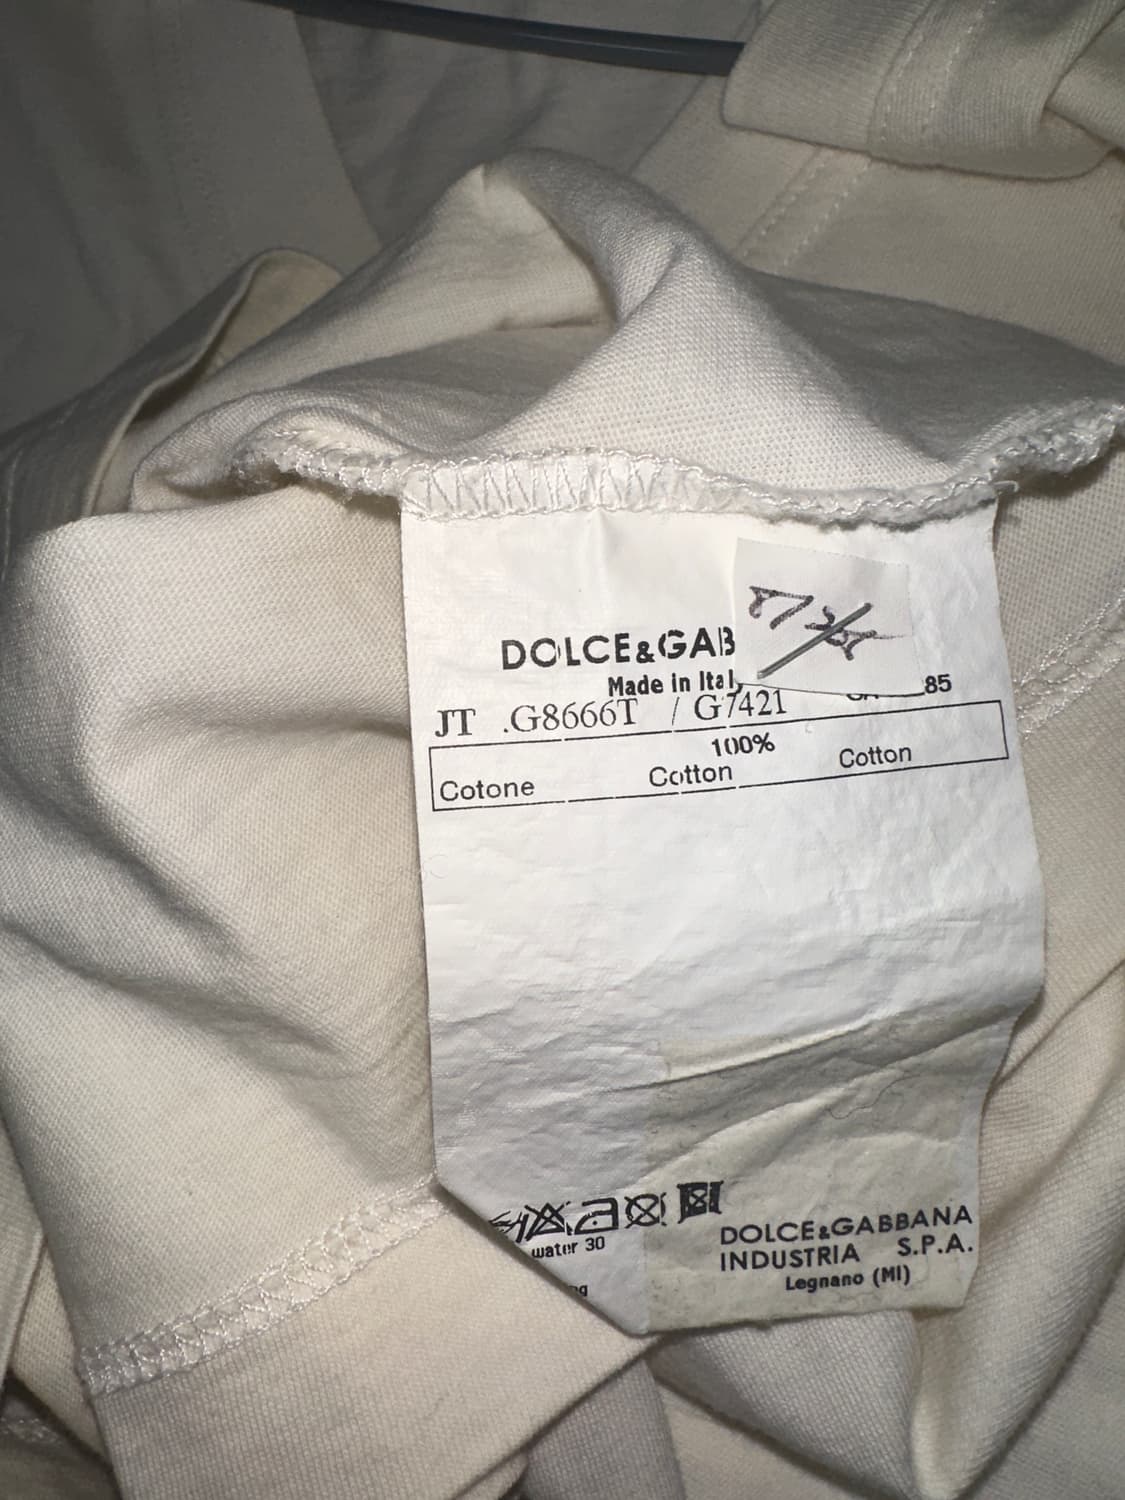 DOLCE&GAB
Made in Italy
85
JT .G8666T / G7421
100%
Cotone Cotton Cotton
water 30
DOLCE&GABBANA
INDUSTRIA S.P.A.
Legnano (MI)